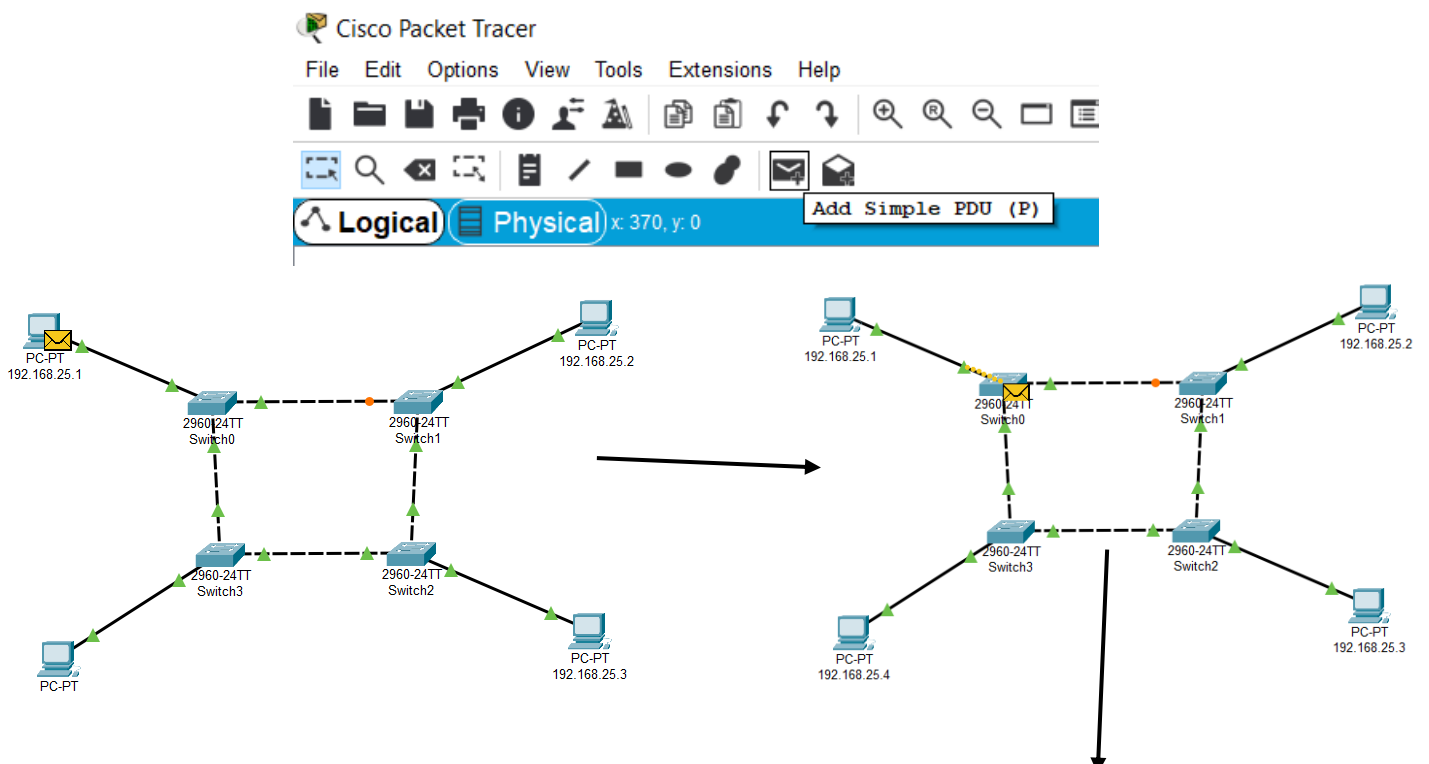 Cisco Packet Tracer
File Edit Options View Tools Extensions Help
R
Add Simple PDU (P)
Logical Physical x: 370, y: 0
PC-PT
192.168.25.1
PC-PT
192.168.25.2
2960-24TT
Switch0
2960-24TT
Switch1
2960-24TT
Switch3
2960-24TT
Switch2
PC-PT
PC-PT
192.168.25.3
PC-PT
192.168.25.1
PC-PT
192.168.25.2
2960-24TT
Switch0
2960-24TT
Switch1
2960-24TT
Switch3
2960-24TT
Switch2
PC-PT
192.168.25.4
PC-PT
192.168.25.3